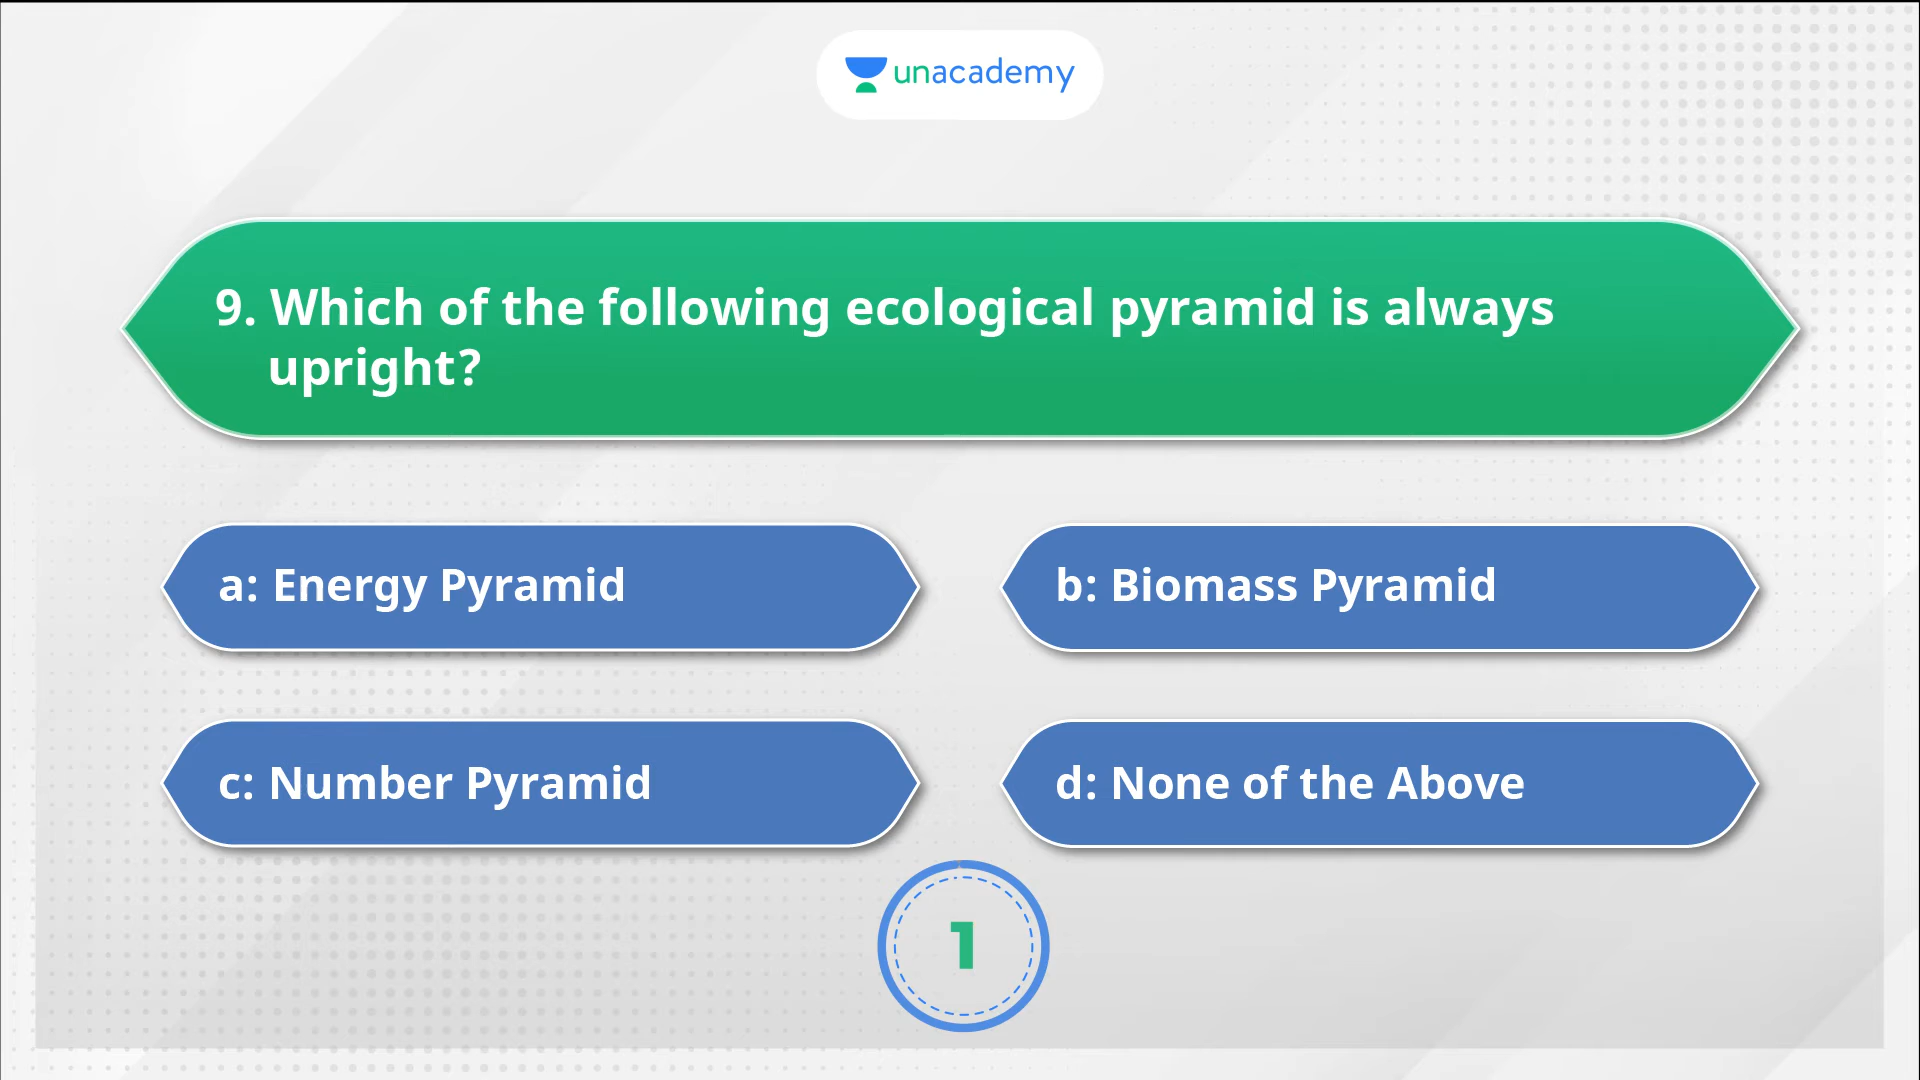 unacademy
9. Which of the following ecological pyramid is always
upright?
a: Energy Pyramid
b: Biomass Pyramid
c: Number Pyramid
d: None of the Above
1